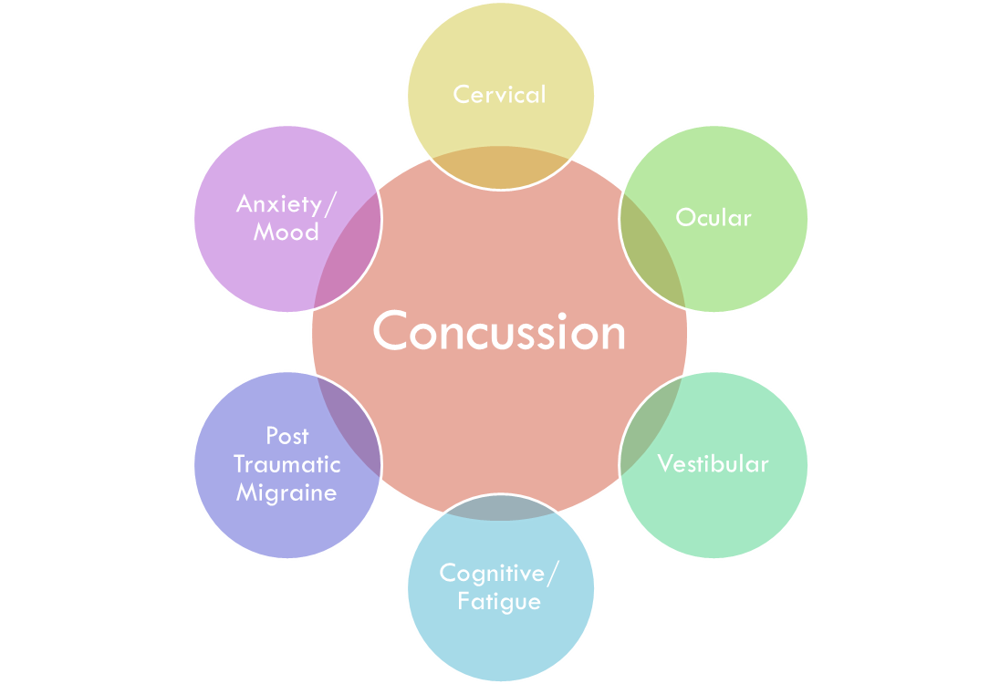 Cervical
Ocular
Vestibular
Cognitive/
Fatigue
Post
Traumatic
Migraine
Anxiety/
Mood
Concussion